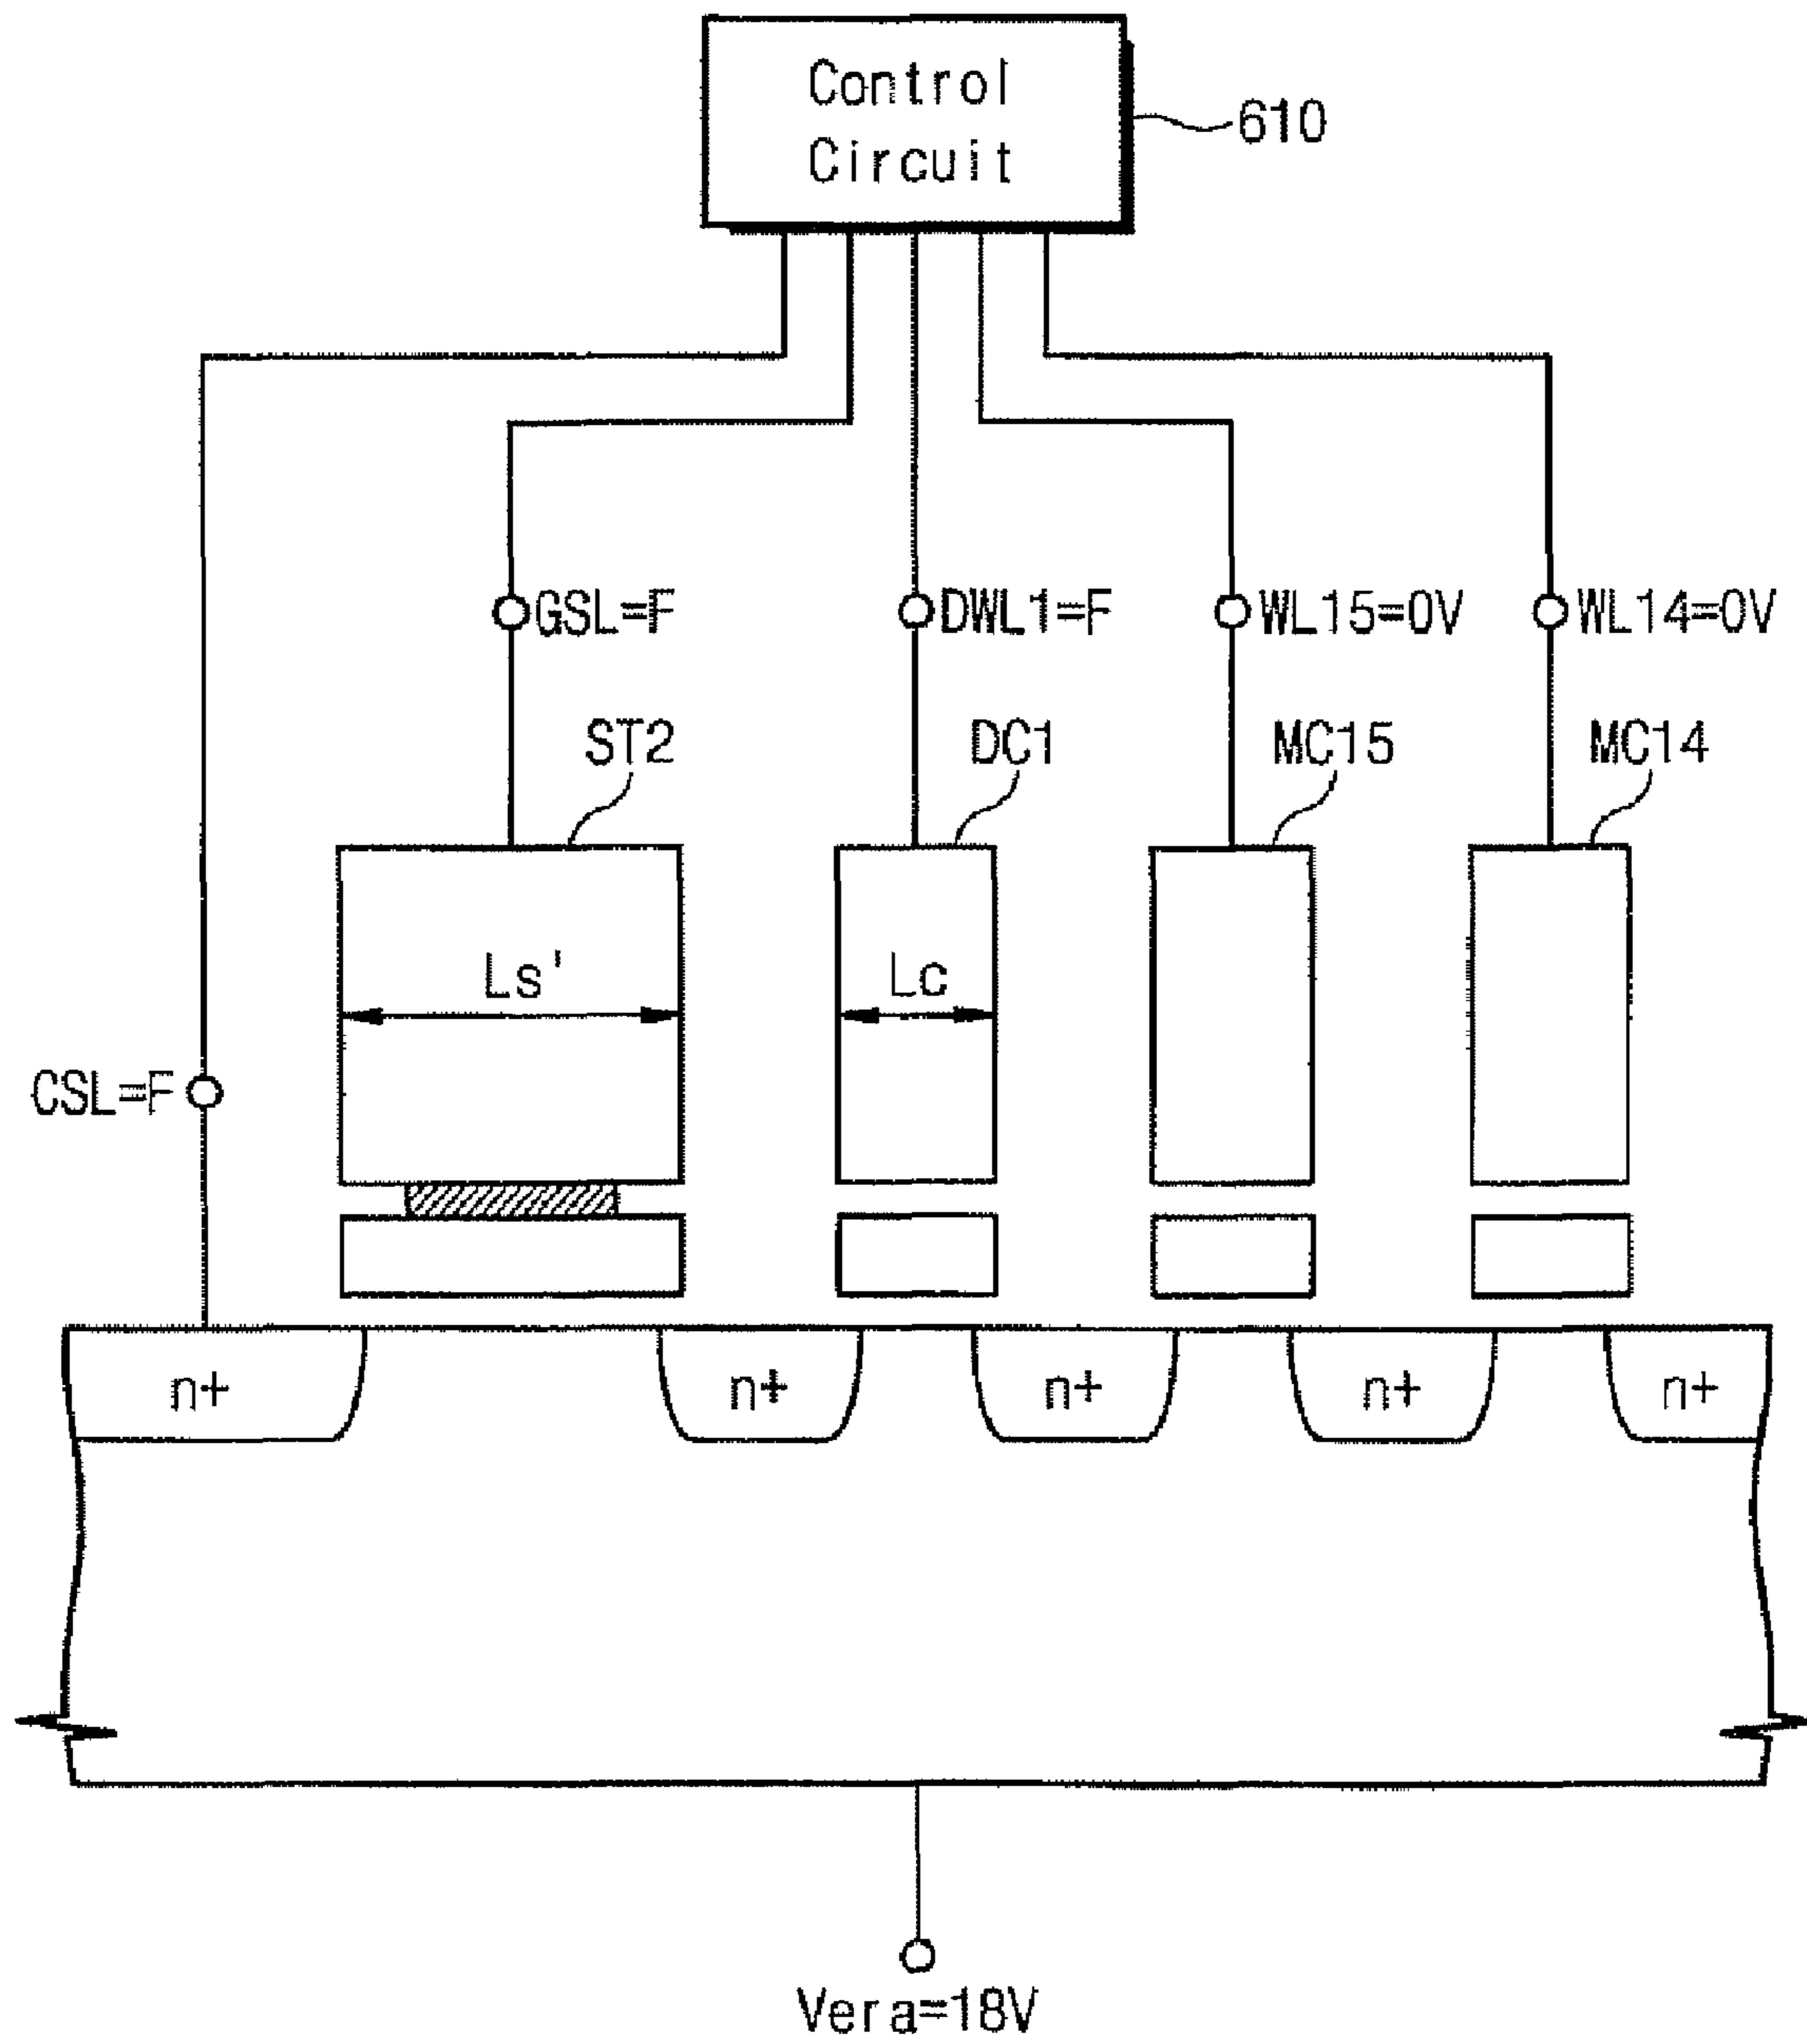 Control
Circuit
610
GSL=F
DWL1=F
WL15=0V
WL14=0V
ST2
DC1
MC15
MC14
Ls'
Lc
CSL=F
n+
n+
n+
n+
n+
Vera=18V